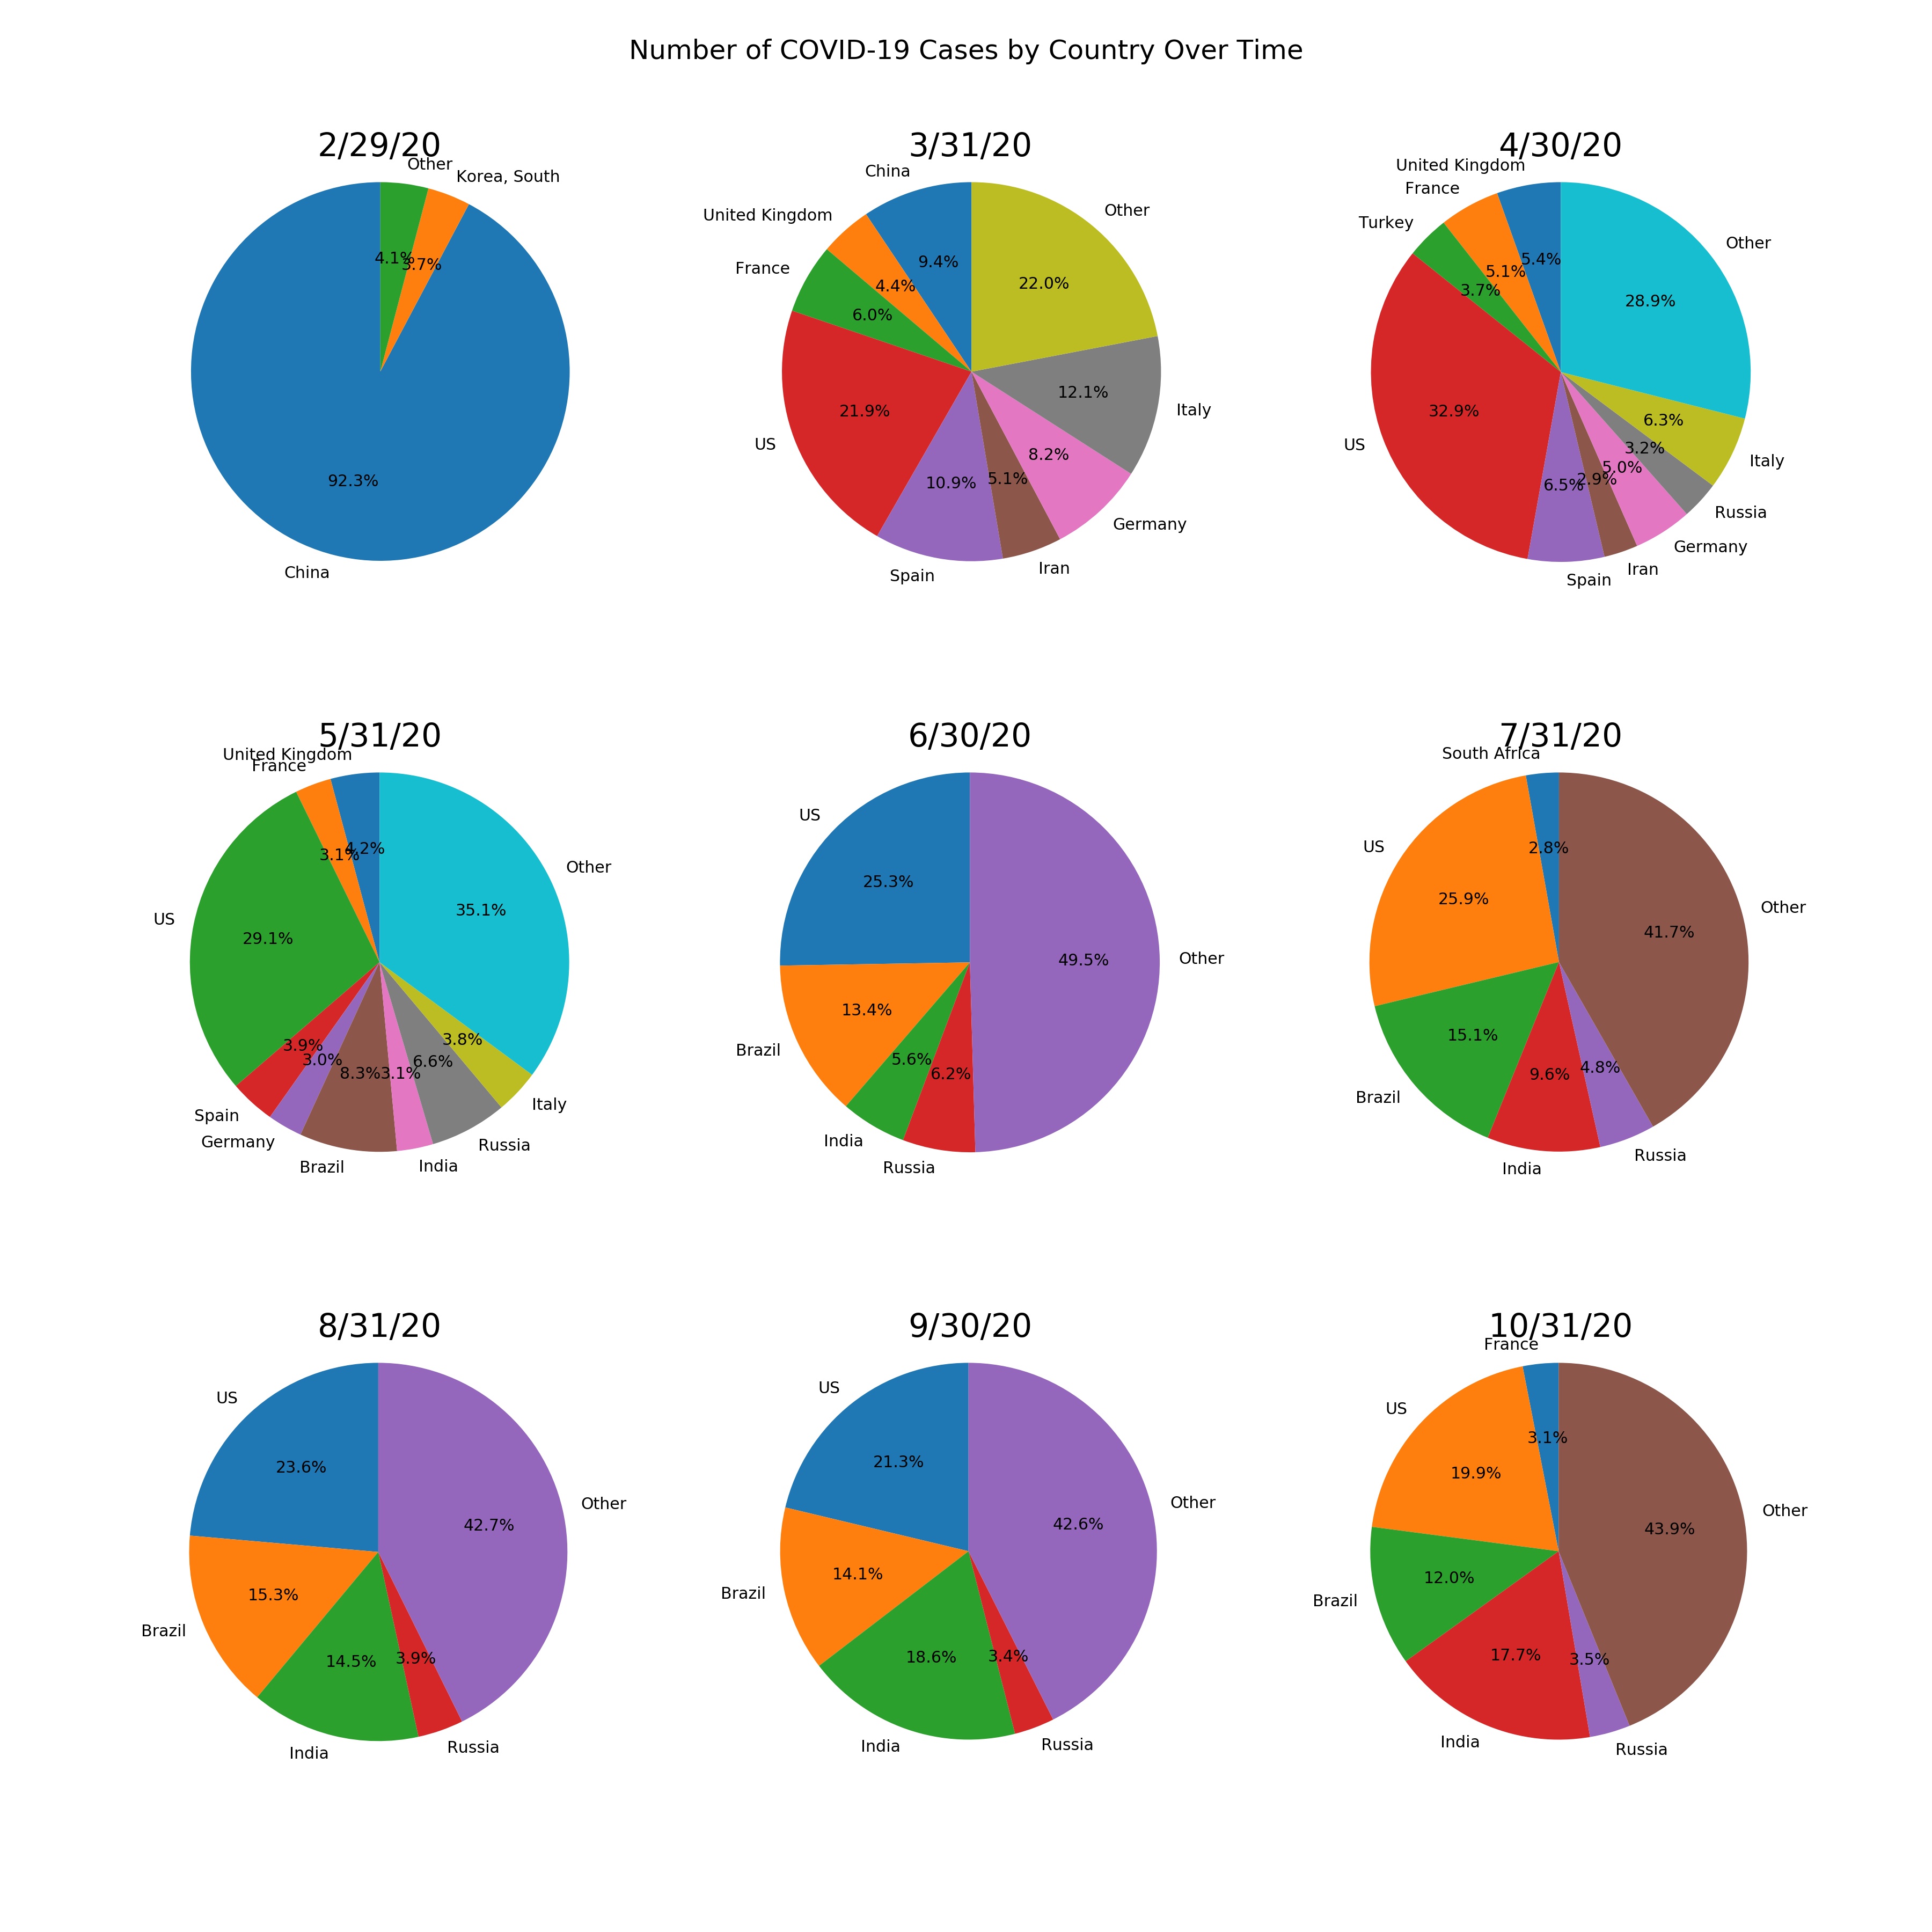 Number of COVID-19 Cases by Country Over Time
2/29/20
Other
Korea, South
4.1%
3.7%
92.3%
China
3/31/20
China
United Kingdom
France
US
Spain
Iran
Germany
Italy
Other
9.4%
4.4%
6.0%
21.9%
10.9%
5.1%
8.2%
12.1%
22.0%
4/30/20
United Kingdom
France
Turkey
US
Spain
Iran
Germany
Russia
Italy
Other
5.4%
5.1%
3.7%
32.9%
6.5%
2.9%
5.0%
3.2%
6.3%
28.9%
5/31/20
United Kingdom
France
US
Spain
Germany
Brazil
India
Russia
Italy
Other
4.2%
3.1%
29.1%
3.9%
3.0%
8.3%
3.1%
6.6%
3.8%
35.1%
6/30/20
US
Brazil
India
Russia
Other
25.3%
13.4%
5.6%
6.2%
49.5%
7/31/20
South Africa
US
Brazil
India
Russia
Other
2.8%
25.9%
15.1%
9.6%
4.8%
41.7%
8/31/20
US
Brazil
India
Russia
Other
23.6%
15.3%
14.5%
3.9%
42.7%
9/30/20
US
Brazil
India
Russia
Other
21.3%
14.1%
18.6%
3.4%
42.6%
10/31/20
France
US
Brazil
India
Russia
Other
3.1%
19.9%
12.0%
17.7%
3.5%
43.9%